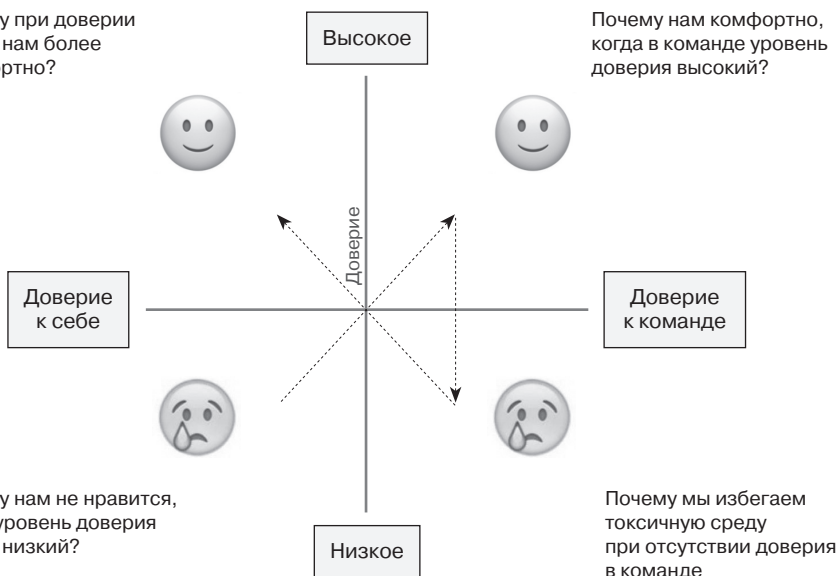 у при доверии
нам более
ртно?
Высокое
Почему нам комфортно,
когда в команде уровень
доверия высокий?
Доверие
Доверие
к себе
Доверие
к команде
у нам не нравится,
уровень доверия
низкий?
Низкое
Почему мы избегаем
токсичную среду
при отсутствии доверия
в команде